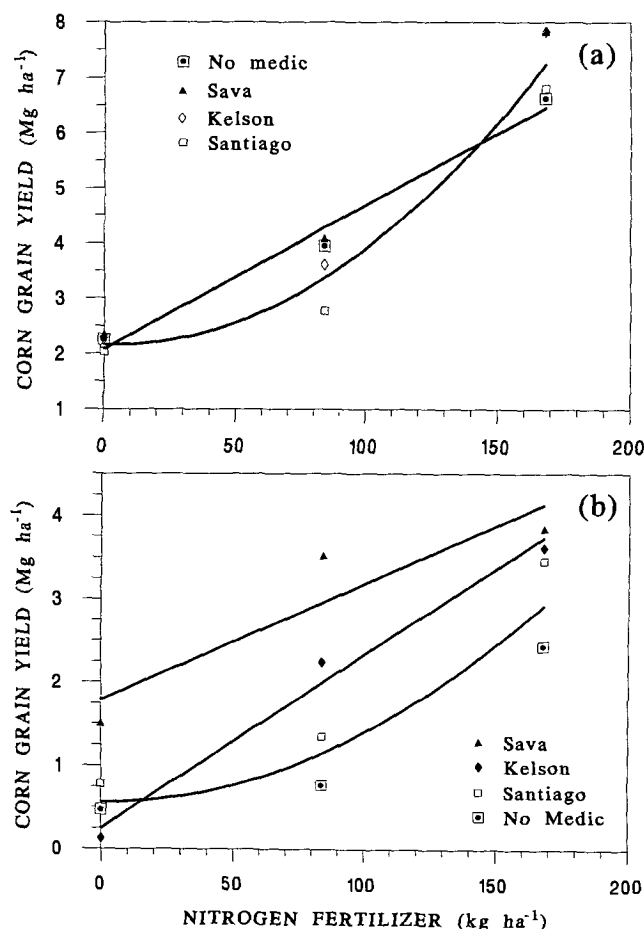 CORN GRAIN YIELD (Mg ha⁻¹)
8
7
6
5
4
3
2
1
(a)
No medic
Sava
Kelson
Santiago
0 50 100 150 200
CORN GRAIN YIELD (Mg ha⁻¹)
4
3
2
1
0
(b)
Sava
Kelson
Santiago
No Medic
0 50 100 150 200
NITROGEN FERTILIZER (kg ha⁻¹)